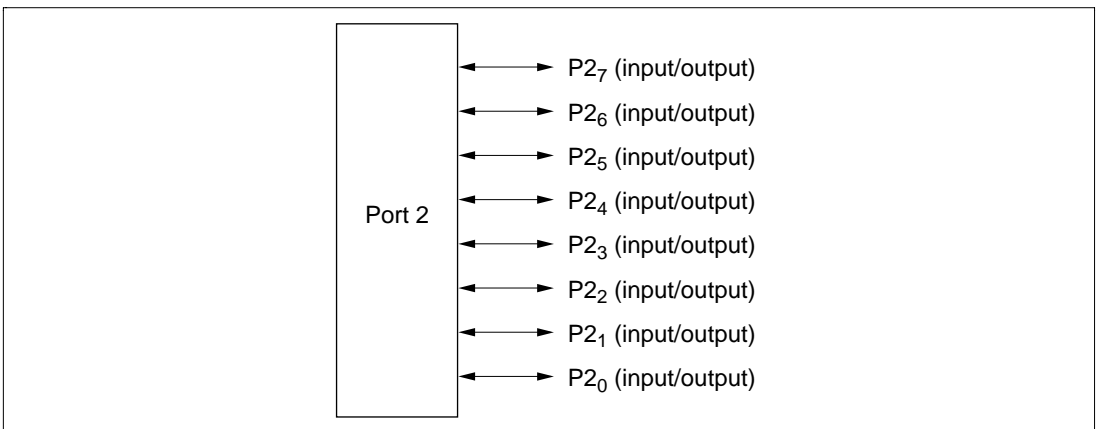 P2₇ (input/output)
P2₆ (input/output)
P2₅ (input/output)
P2₄ (input/output)
Port 2
P2₃ (input/output)
P2₂ (input/output)
P2₁ (input/output)
P2₀ (input/output)